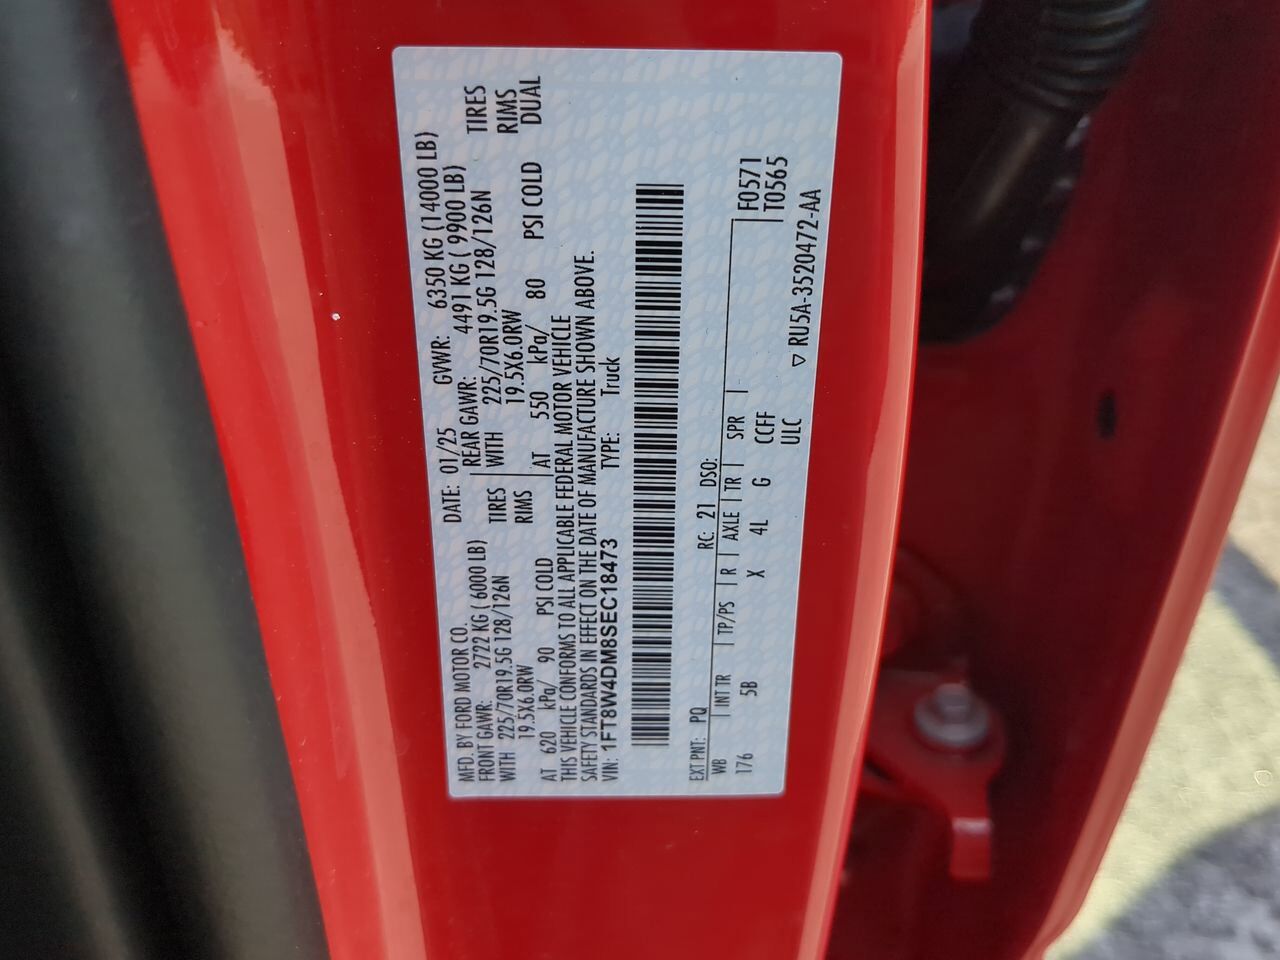 MFD. BY FORD MOTOR CO.
DATE: 01/25 GVWR: 6350 KG (14000 LB)
FRONT GAWR: 2722 KG ( 6000 LB)
REAR GAWR: 4491 KG ( 9900 LB)
WITH 225/70R19.5G 128/126N TIRES
WITH 225/70R19.5G 128/126N TIRES
19.5X6.0RW RIMS
19.5X6.0RW RIMS
AT 620 kPa/ 90 PSI COLD
AT 550 kPa/ 80 PSI COLD DUAL
THIS VEHICLE CONFORMS TO ALL APPLICABLE FEDERAL MOTOR VEHICLE
SAFETY STANDARDS IN EFFECT ON THE DATE OF MANUFACTURE SHOWN ABOVE.
VIN: 1FT8W4DM8SEC18473 TYPE: Truck
EXT PNT: PQ RC: 21 DSO:
WB INT TR TP/PS R AXLE TR SPR F0571
176 5B X 4L G CCFF T0565
ULC ▽ RU5A-3520472-AA